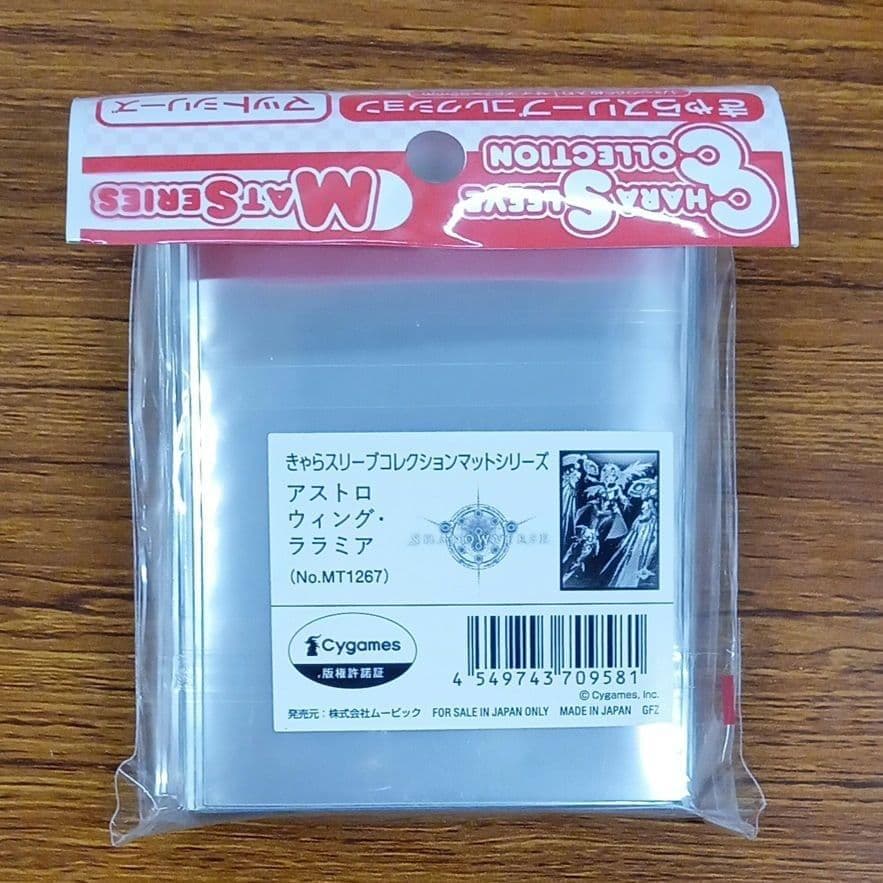 きゃらスリーブコレクション
マットシリーズ
CHARA SLEEVE COLLECTION
MAT SERIES
きゃらスリーブコレクションマットシリーズ
アストロ
ウィング・
ララミア
(No.MT1267)
SHADOWVERSE
Cygames
版権許諾証
4 549743 709581
© Cygames, Inc.
発売元：株式会社ムービック FOR SALE IN JAPAN ONLY MADE IN JAPAN GFZ